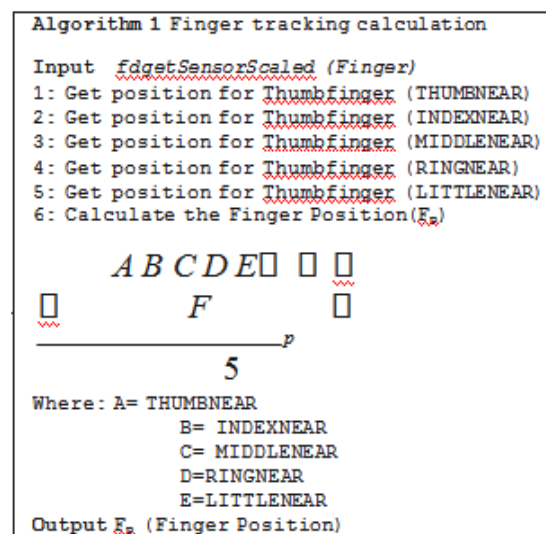 Algorithm 1 Finger tracking calculation
Input fdgetSensorScaled (Finger)
1: Get position for Thumbfinger (THUMBNEAR)
2: Get position for Thumbfinger (INDEXNEAR)
3: Get position for Thumbfinger (MIDDLENEAR)
4: Get position for Thumbfinger (RINGNEAR)
5: Get position for Thumbfinger (LITTLENEAR)
6: Calculate the Finger Position(Fp)
A B C D E□ □ □
□ F □
p
5
Where: A= THUMBNEAR
B= INDEXNEAR
C= MIDDLENEAR
D=RINGNEAR
E=LITTLENEAR
Output Fp (Finger Position)